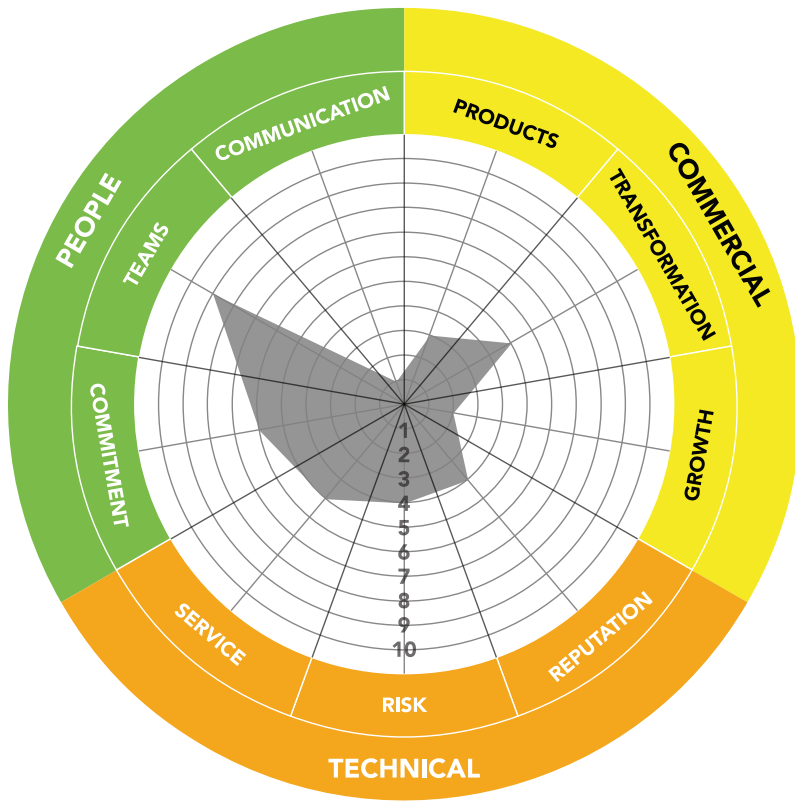 COMMUNICATION
PRODUCTS
TRANSFORMATION
COMMERCIAL
PEOPLE
TEAMS
COMMITMENT
GROWTH
1
2
3
4
5
6
7
8
9
10
SERVICE
RISK
REPUTATION
TECHNICAL